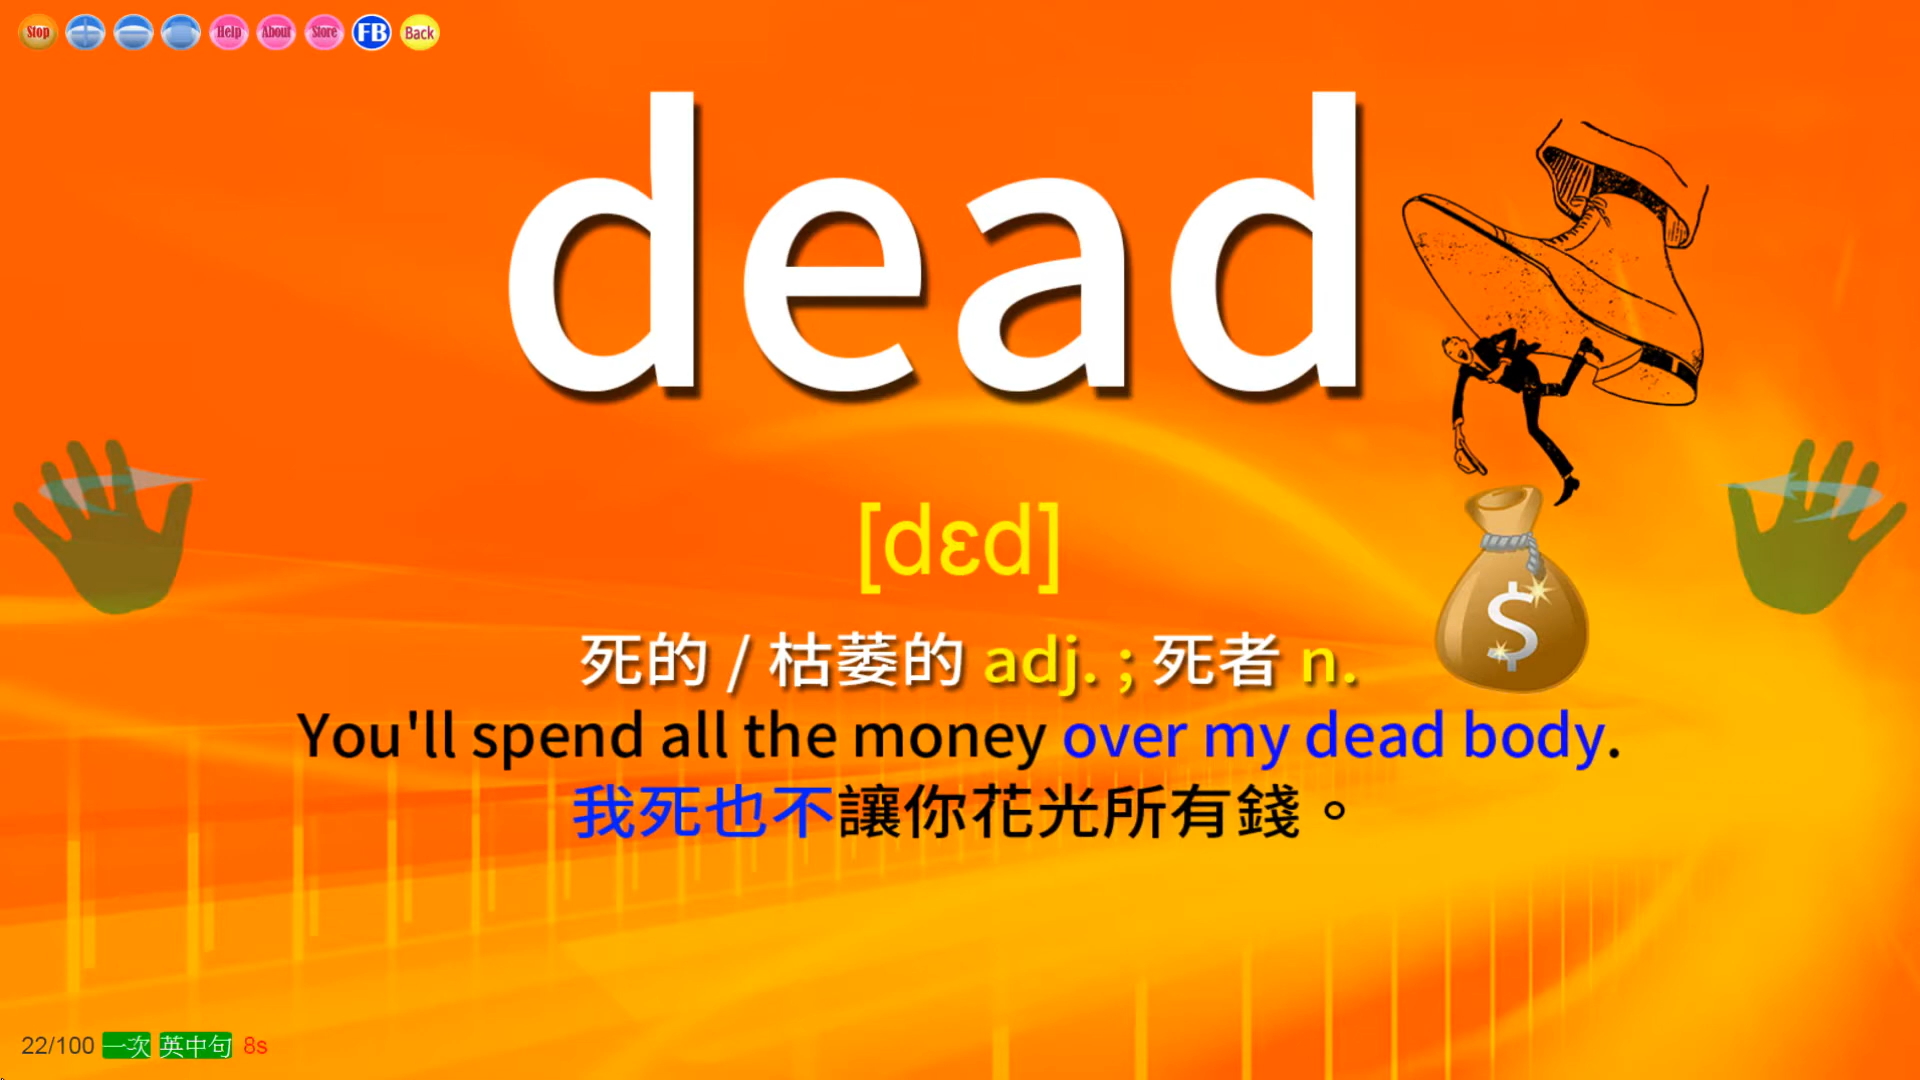 Stop Help About Store FB Back
dead
[dɛd]
死的 / 枯萎的 adj. ; 死者 n.
$
You'll spend all the money over my dead body.
我死也不讓你花光所有錢。
22/100 一次 英中句 8s